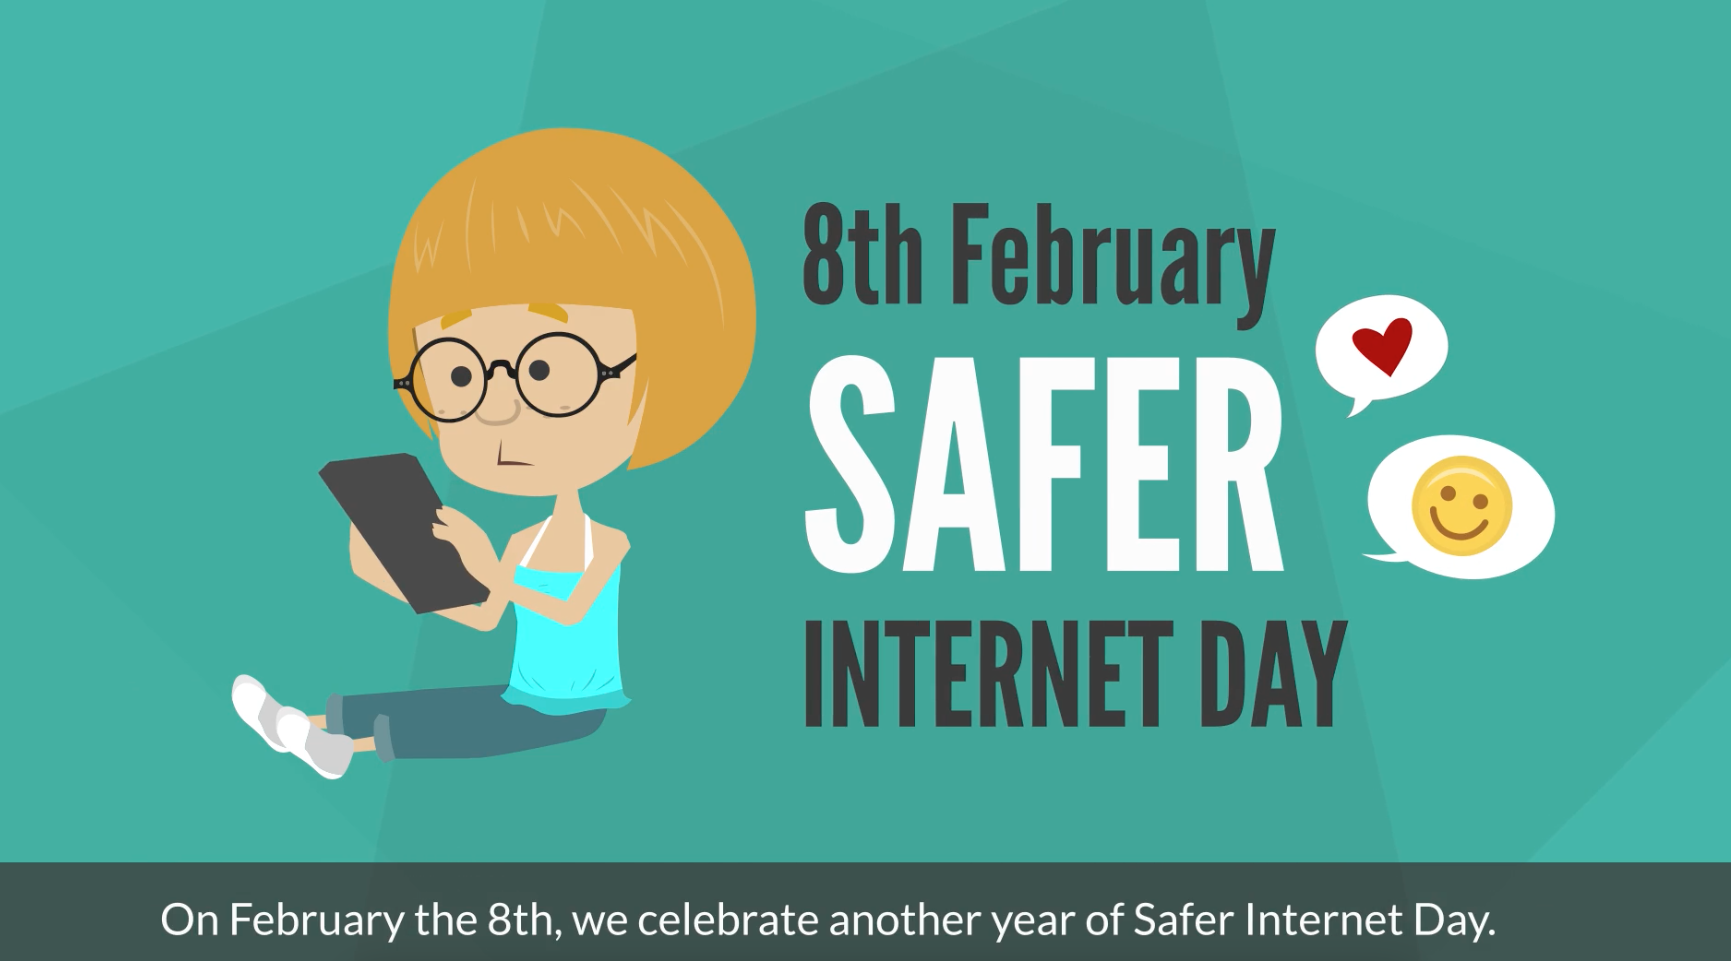 8th February
SAFER
INTERNET DAY
On February the 8th, we celebrate another year of Safer Internet Day.